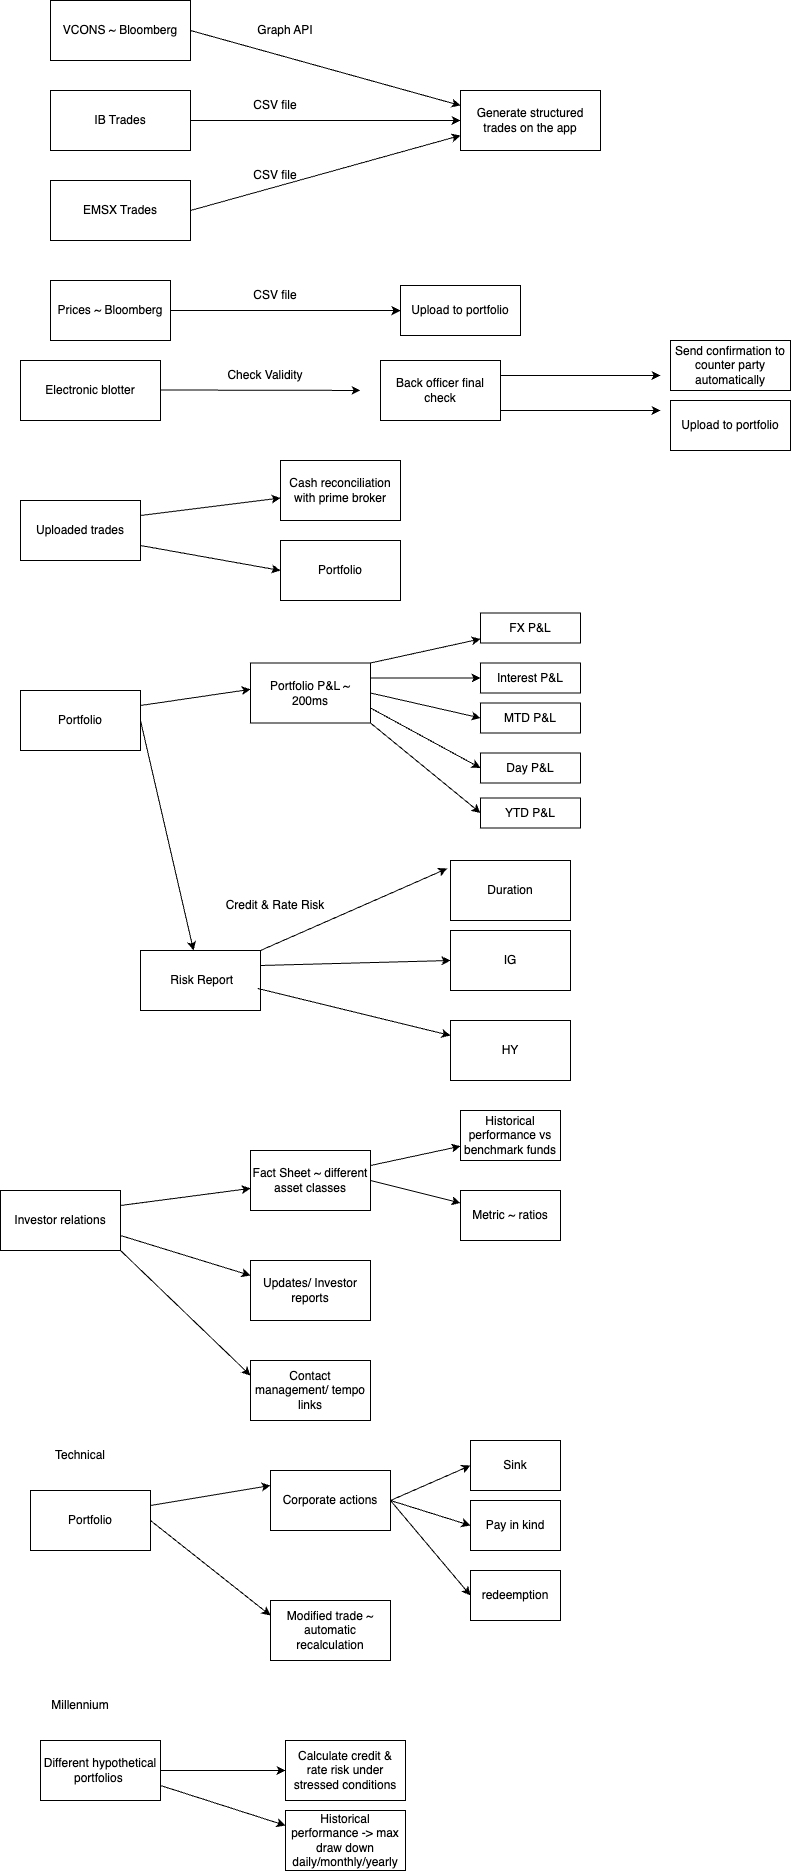 VCONS ~ Bloomberg
Graph API
IB Trades
CSV file
Generate structured
trades on the app
EMSX Trades
CSV file
Prices ~ Bloomberg
CSV file
Upload to portfolio
Electronic blotter
Check Validity
Back officer final
check
Send confirmation to
counter party
automatically
Upload to portfolio
Uploaded trades
Cash reconciliation
with prime broker
Portfolio
Portfolio
Portfolio P&L ~
200ms
FX P&L
Interest P&L
MTD P&L
Day P&L
YTD P&L
Credit & Rate Risk
Risk Report
Duration
IG
HY
Investor relations
Fact Sheet ~ different
asset classes
Historical
performance vs
benchmark funds
Metric ~ ratios
Updates/ Investor
reports
Contact
management/ tempo
links
Technical
Portfolio
Corporate actions
Sink
Pay in kind
redeemption
Modified trade ~
automatic
recalculation
Millennium
Different hypothetical
portfolios
Calculate credit &
rate risk under
stressed conditions
Historical
performance -> max
draw down
daily/monthly/yearly